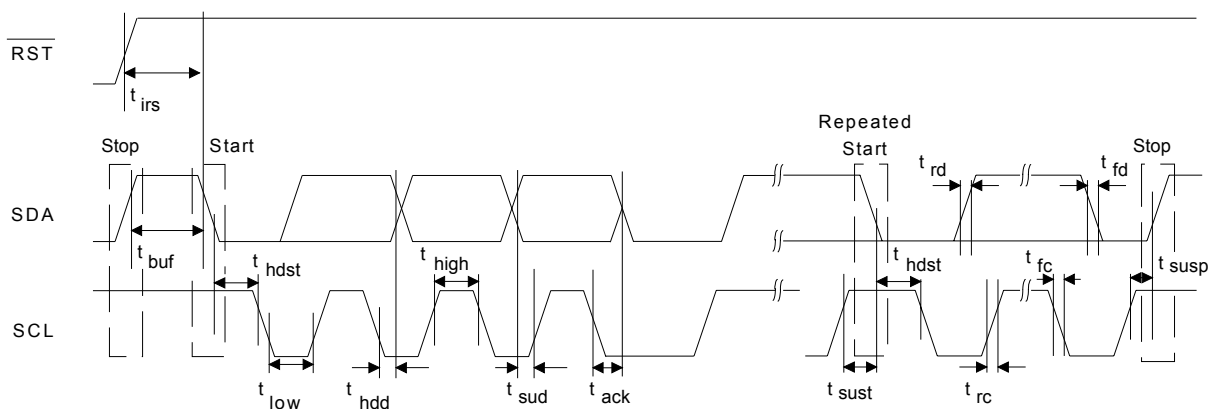 RST
t irs
Repeated
Stop Start Start Stop
t rd t fd
SDA
t buf t hdst t high t hdst t fc t susp
SCL
t low t hdd t sud t ack t sust t rc